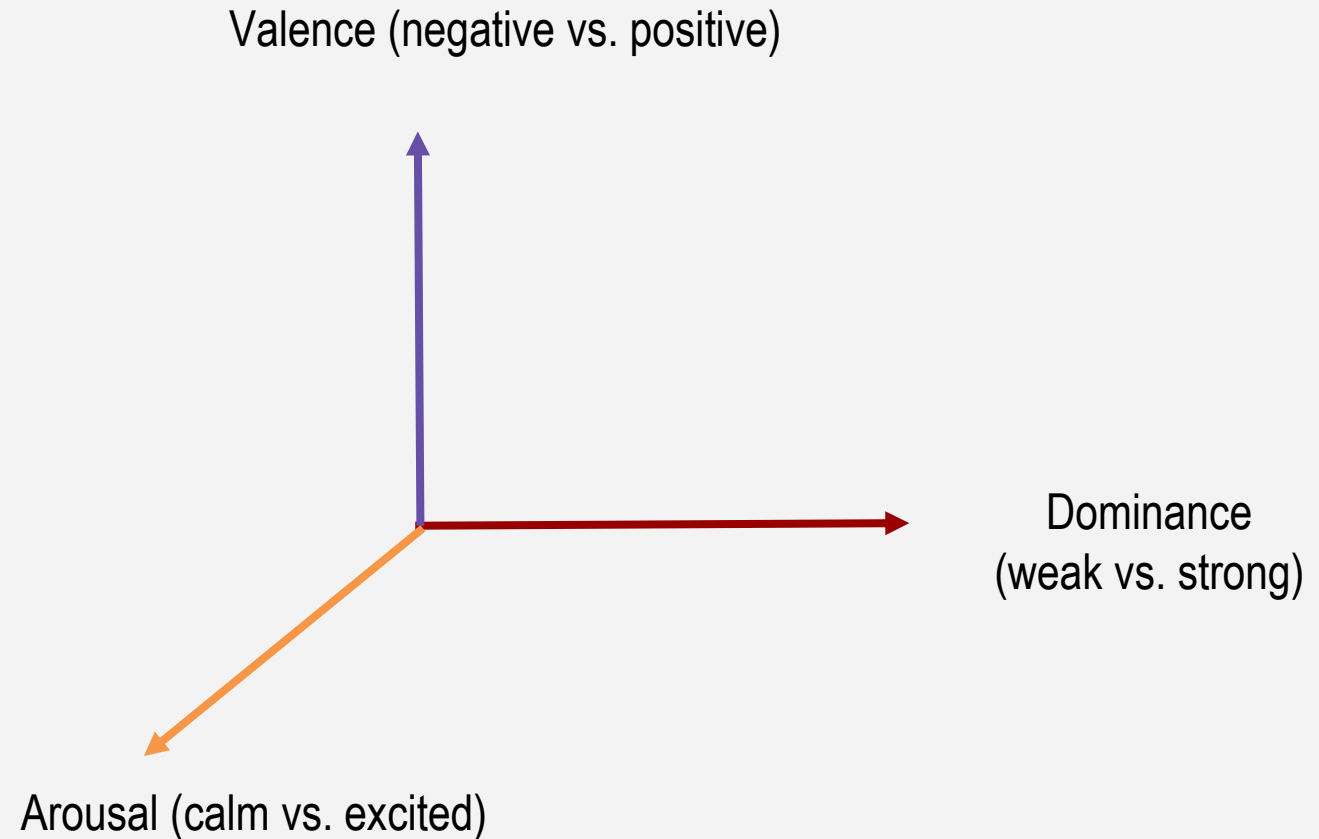 Valence (negative vs. positive)
Dominance
(weak vs. strong)
Arousal (calm vs. excited)